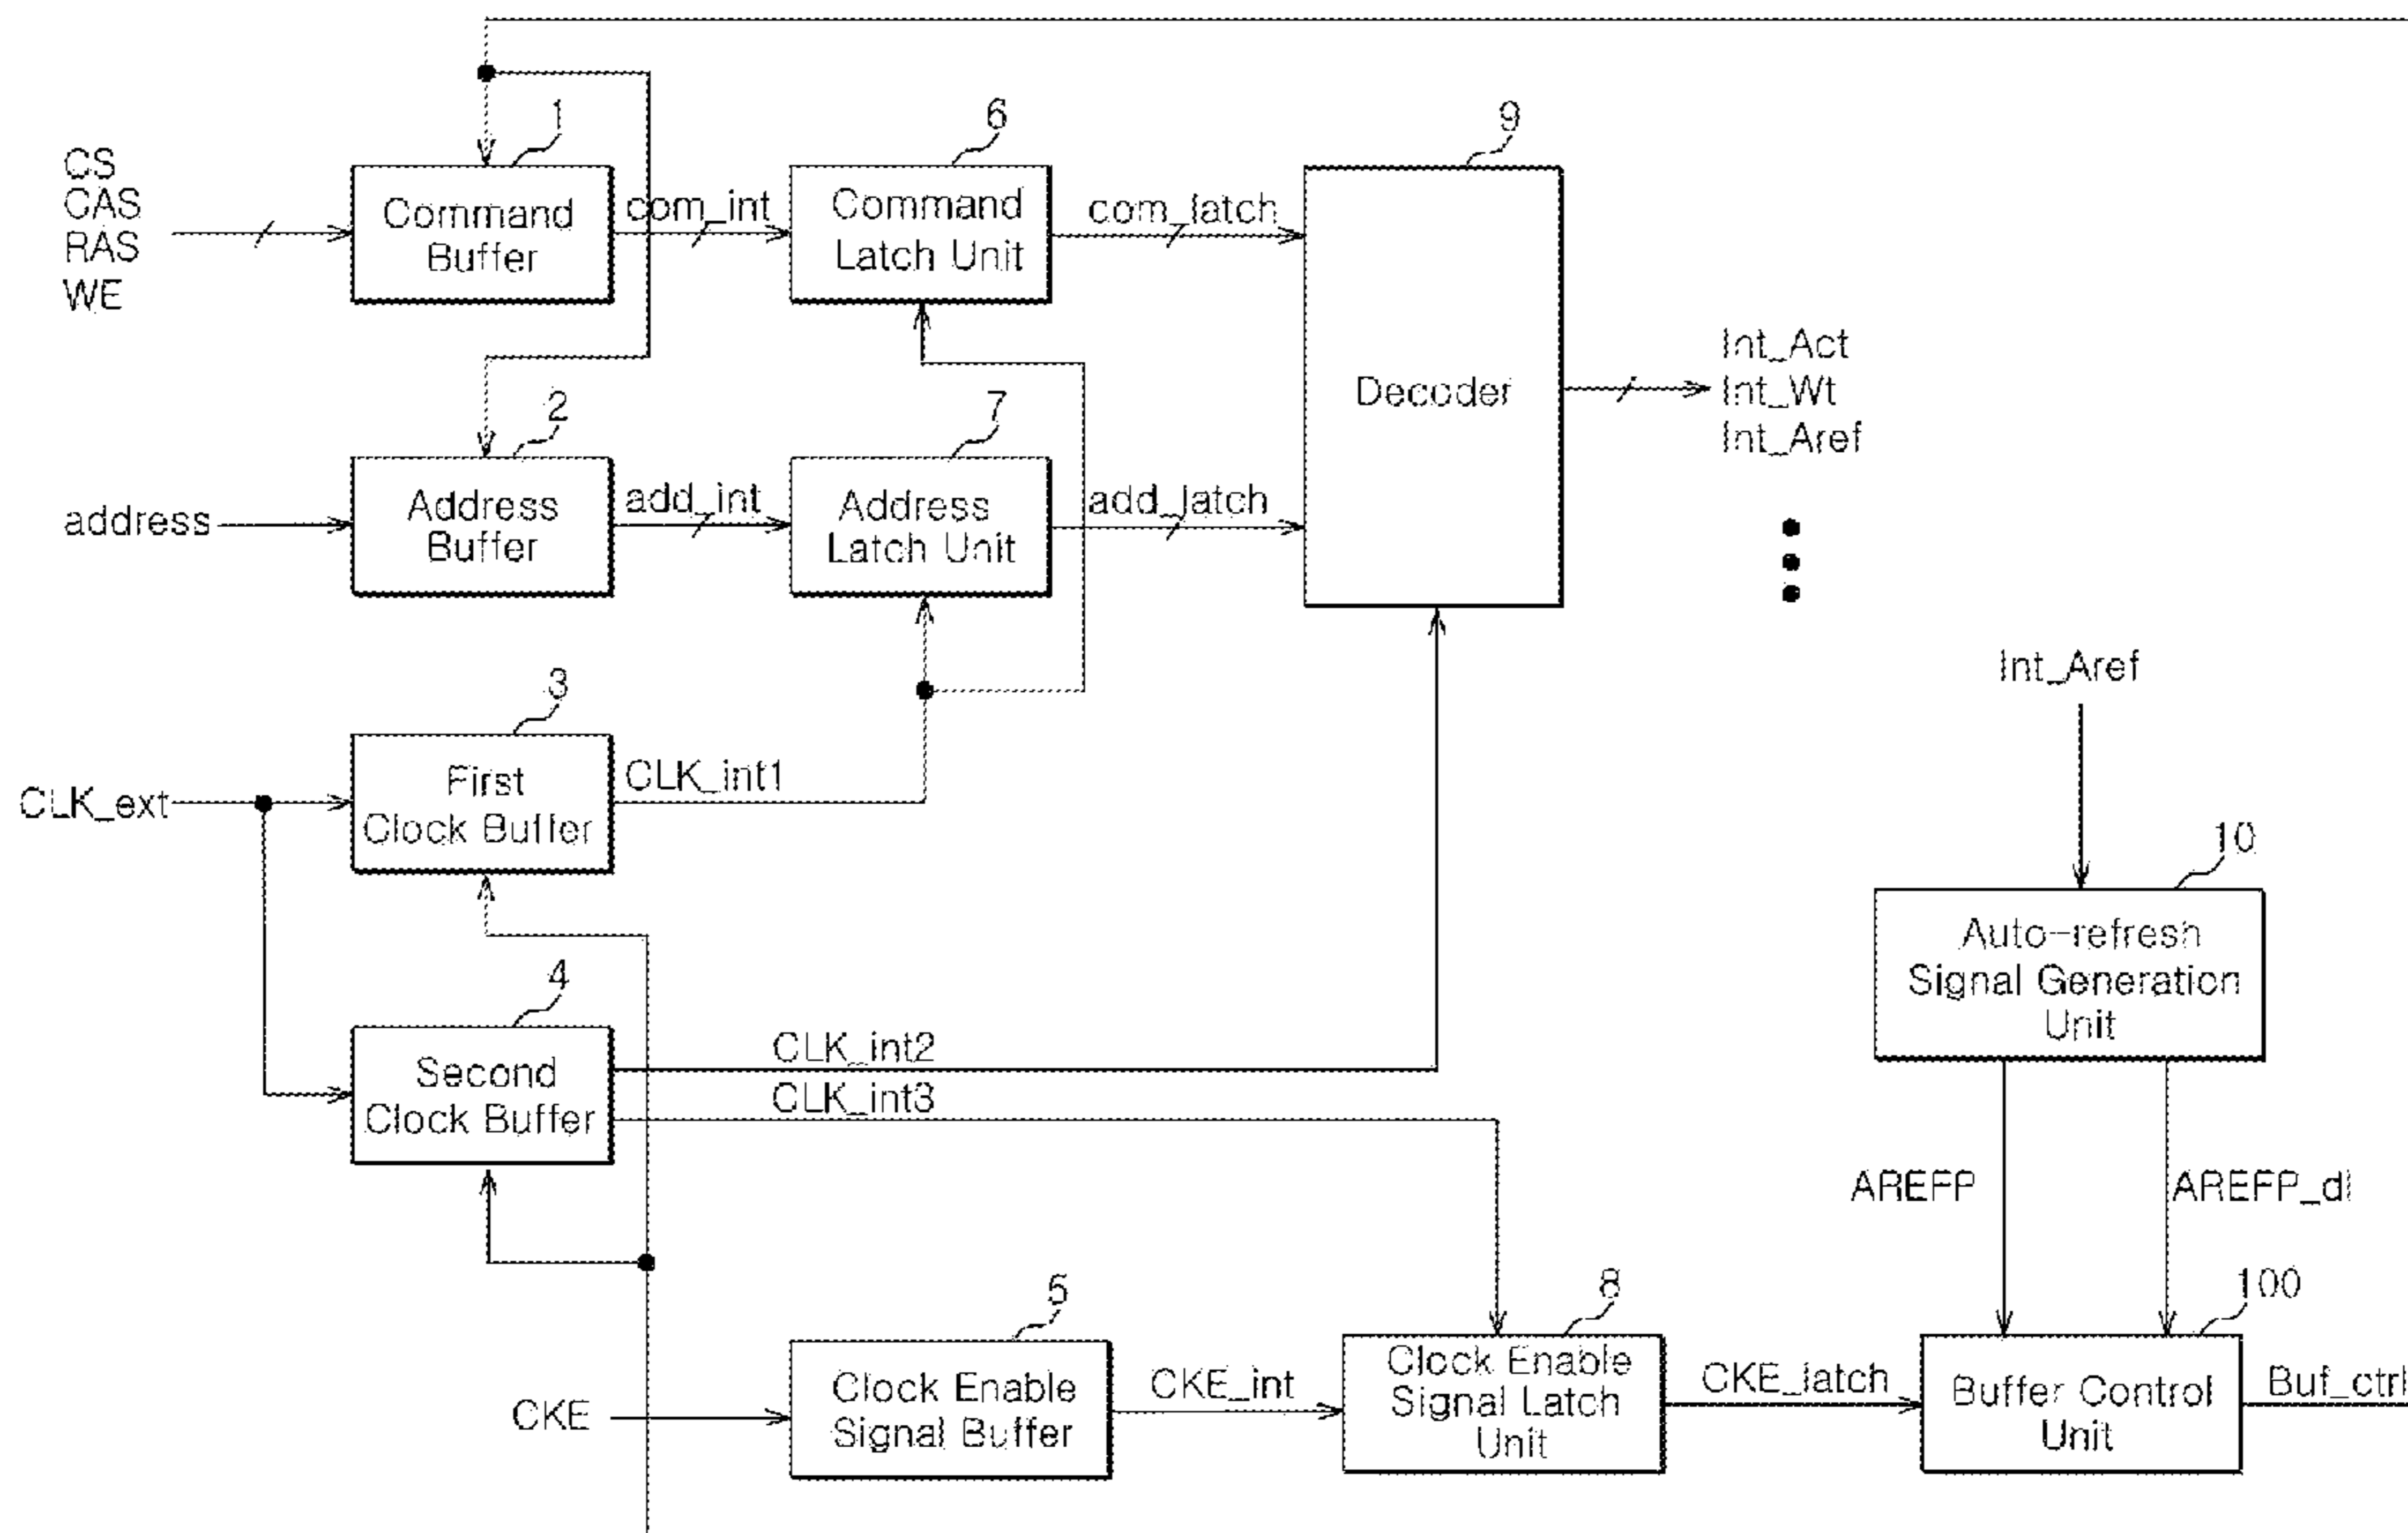 1
6
9
CS
CAS
RAS
WE
Command
Buffer
com_int
Command
Latch Unit
com_latch
Decoder
Int_Act
Int_Wt
Int_Aref
2
7
address
Address
Buffer
add_int
Address
Latch Unit
add_latch
3
Int_Aref
CLK_ext
First
Clock Buffer
CLK_int1
10
Auto-refresh
Signal Generation
Unit
4
Second
Clock Buffer
CLK_int2
CLK_int3
AREFP
AREFP_dl
5
8
100
CKE
Clock Enable
Signal Buffer
CKE_int
Clock Enable
Signal Latch
Unit
CKE_latch
Buffer Control
Unit
Buf_ctrl